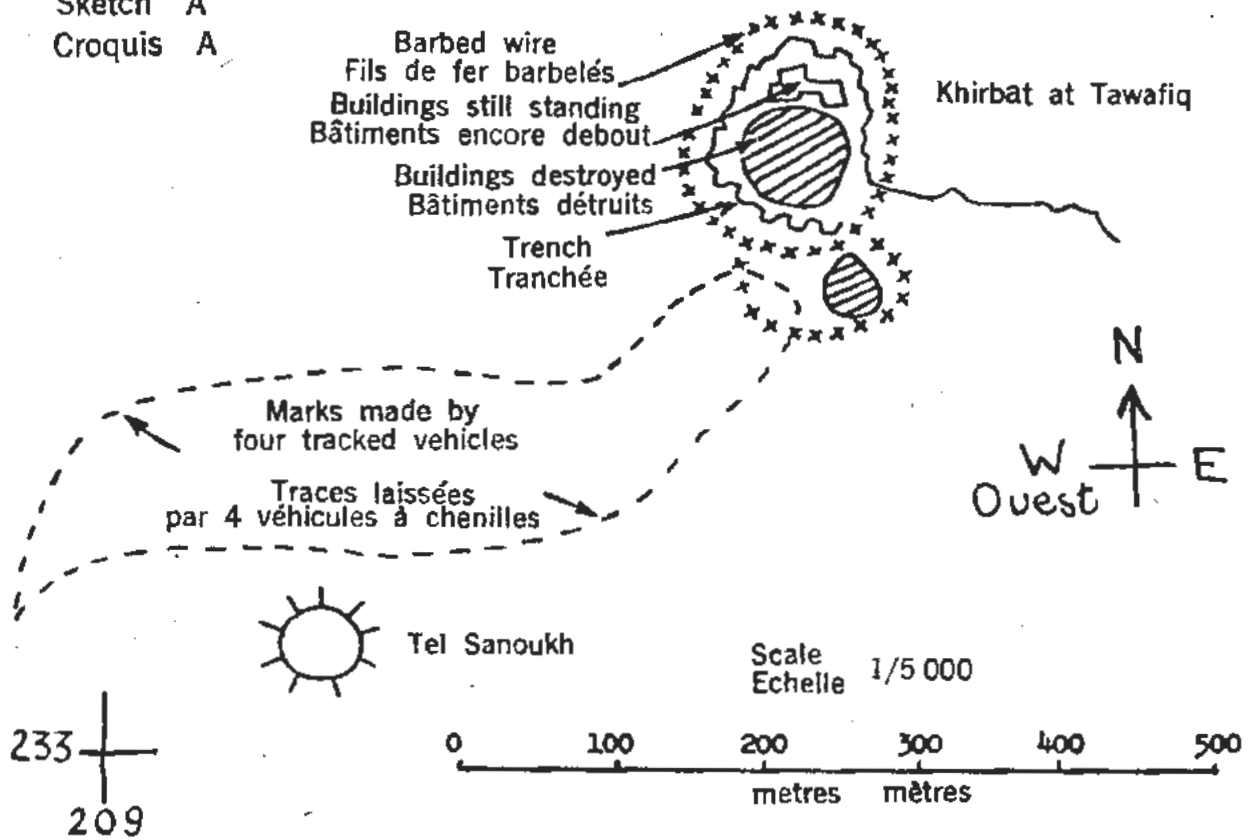 Sketch A
Croquis A
Barbed wire
Fils de fer barbelés
Buildings still standing
Bâtiments encore debout
Buildings destroyed
Bâtiments détruits
Trench
Tranchée
Khirbat at Tawafiq
Marks made by
four tracked vehicles
Traces laissées
par 4 véhicules à chenilles
N
W E
Ouest
Tel Sanoukh
Scale
Echelle 1/5 000
233
209
0 100 200 300 400 500
metres mètres